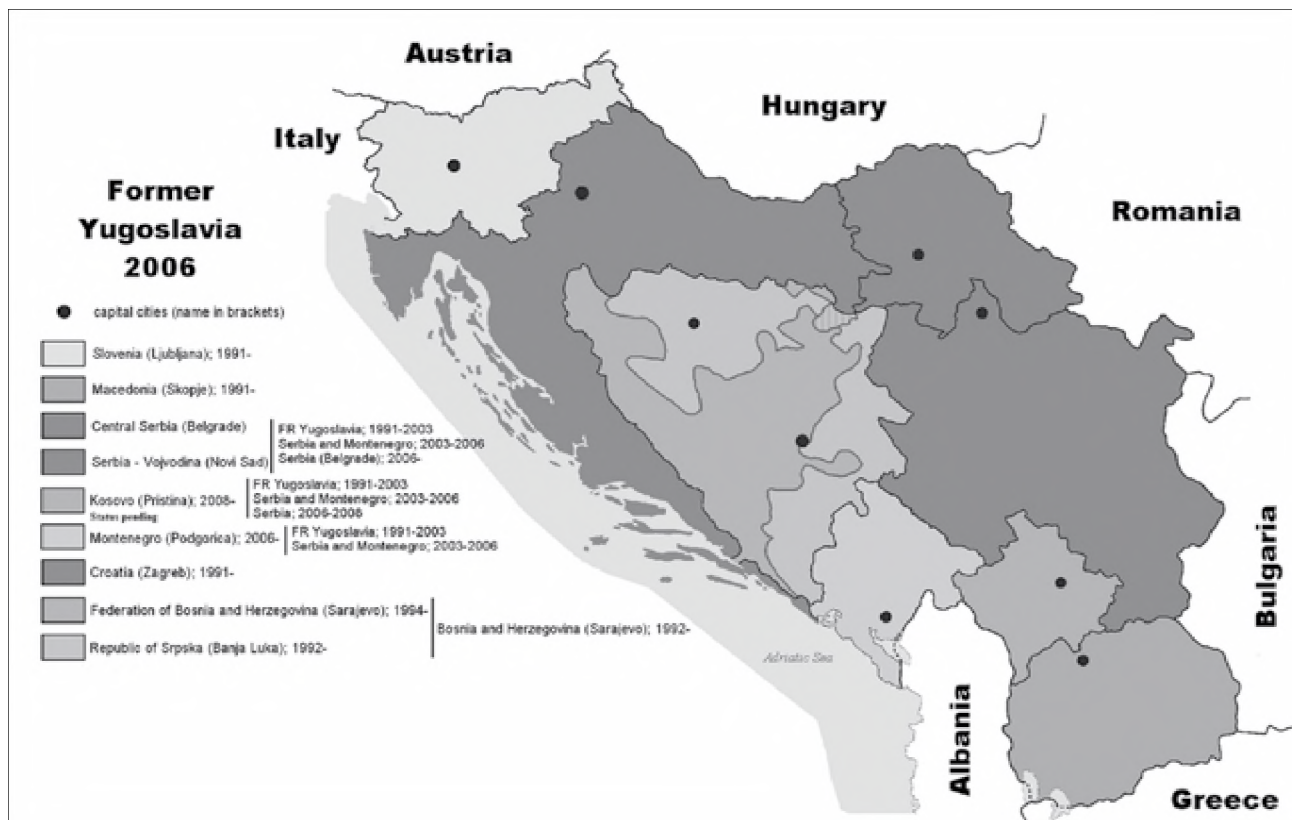 Austria
Hungary
Italy
Romania
Former
Yugoslavia
2006
capital cities (name in brackets)
Slovenia (Ljubljana); 1991-
Macedonia (Skopje); 1991-
Central Serbia (Belgrade)
Serbia - Vojvodina (Novi Sad)
FR Yugoslavia; 1991-2003
Serbia and Montenegro; 2003-2006
Serbia (Belgrade); 2006-
Kosovo (Pristina); 2008-
Status pending
FR Yugoslavia; 1991-2003
Serbia and Montenegro; 2003-2006
Serbia; 2006-2008
Montenegro (Podgorica); 2006-
FR Yugoslavia; 1991-2003
Serbia and Montenegro; 2003-2006
Croatia (Zagreb); 1991-
Federation of Bosnia and Herzegovina (Sarajevo); 1994-
Republic of Srpska (Banja Luka); 1992-
Bosnia and Herzegovina (Sarajevo); 1992-
Adriatic Sea
Bulgaria
Albania
Greece